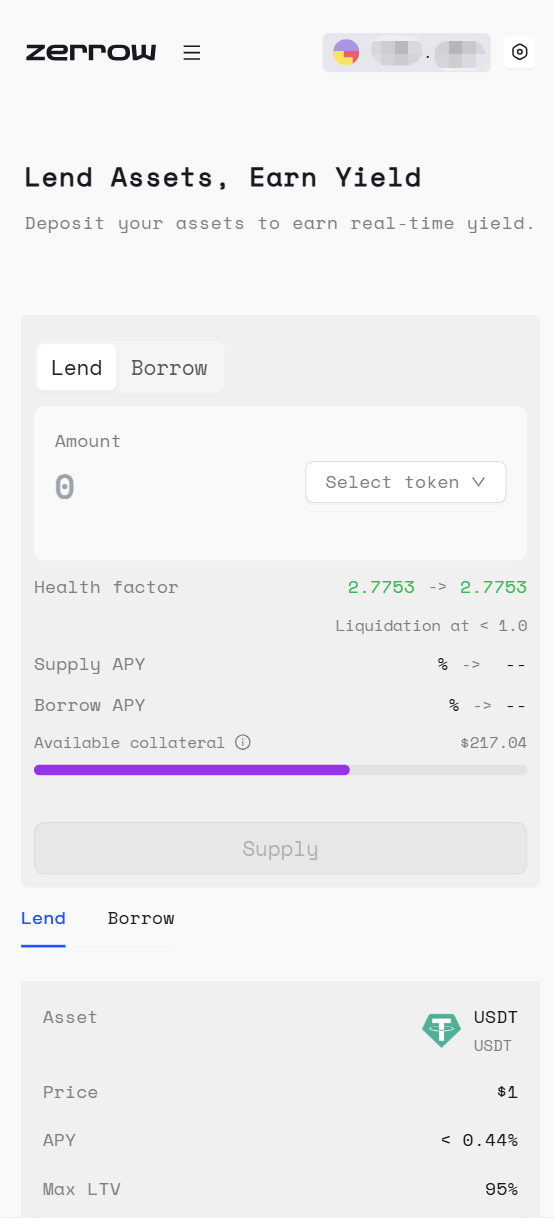 zerrow
Lend Assets, Earn Yield
Deposit your assets to earn real-time yield.
Lend Borrow
Amount
0 Select token
Health factor 2.7753 -> 2.7753
Liquidation at < 1.0
Supply APY % -> --
Borrow APY % -> --
Available collateral $217.04
Supply
Lend Borrow
Asset USDT
USDT
Price $1
APY < 0.44%
Max LTV 95%